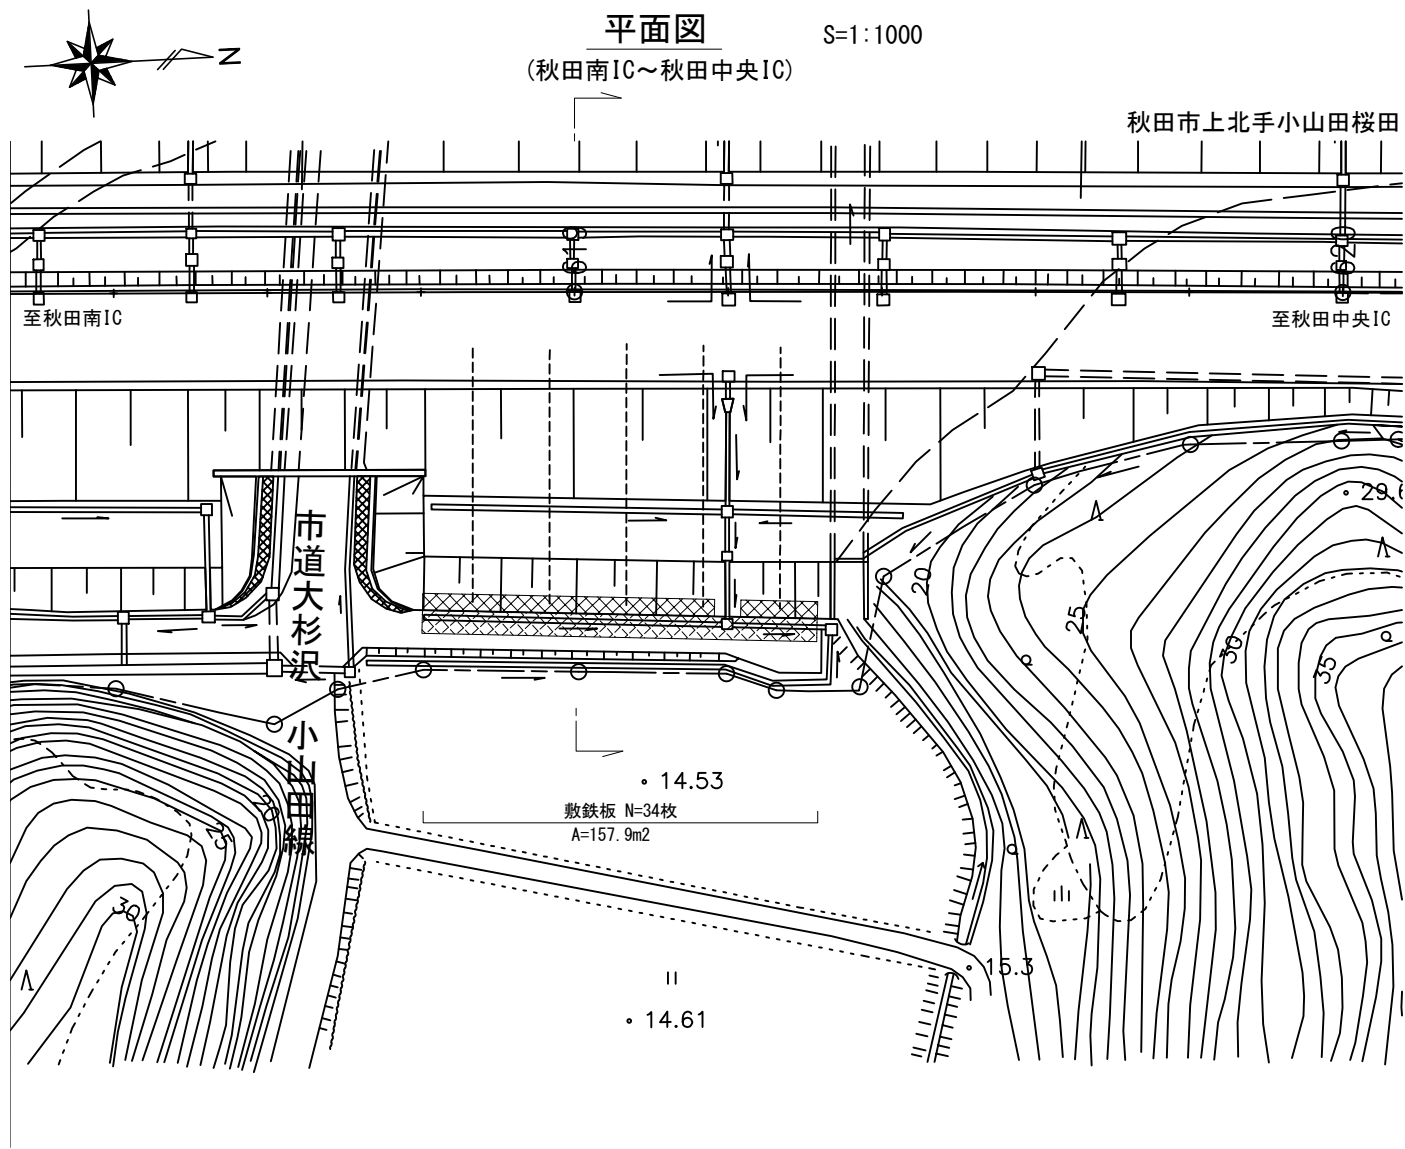 平面図
S=1:1000
(秋田南IC～秋田中央IC)
N
秋田市上北手小山田桜田
至秋田南IC
至秋田中央IC
市道大杉沢
小山田線
20
25
30
35
20
25
30
14.53
敷鉄板 N=34枚
A=157.9m2
15.3
14.61